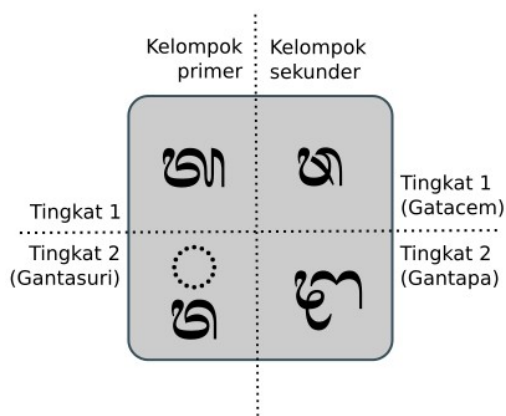 Kelompok
primer
Kelompok
sekunder
Tingkat 1
Tingkat 1
(Gatacem)
Tingkat 2
(Gantasuri)
Tingkat 2
(Gantapa)